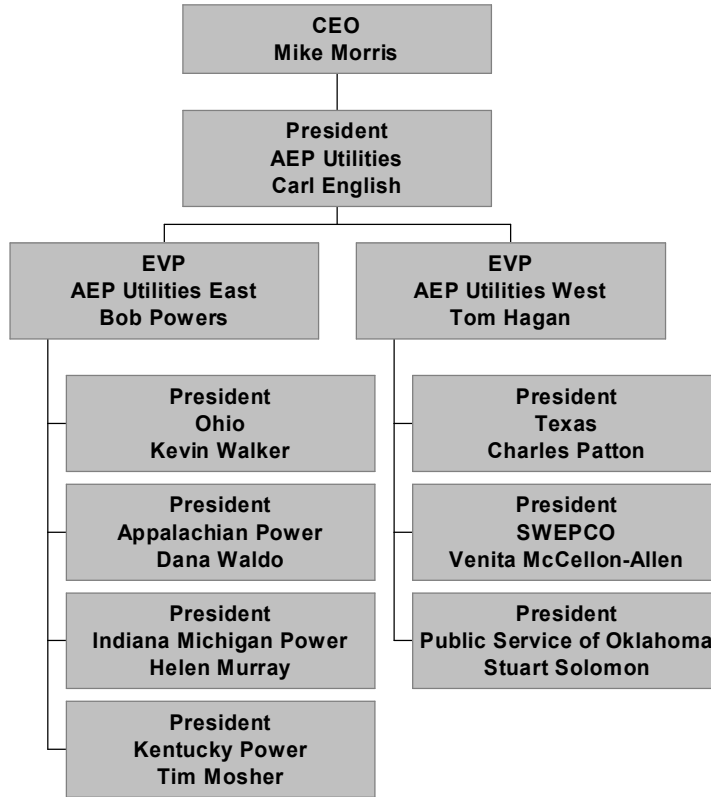 CEO
Mike Morris
President
AEP Utilities
Carl English
EVP
AEP Utilities East
Bob Powers
EVP
AEP Utilities West
Tom Hagan
President
Ohio
Kevin Walker
President
Appalachian Power
Dana Waldo
President
Indiana Michigan Power
Helen Murray
President
Kentucky Power
Tim Mosher
President
Texas
Charles Patton
President
SWEPCO
Venita McCellon-Allen
President
Public Service of Oklahoma
Stuart Solomon